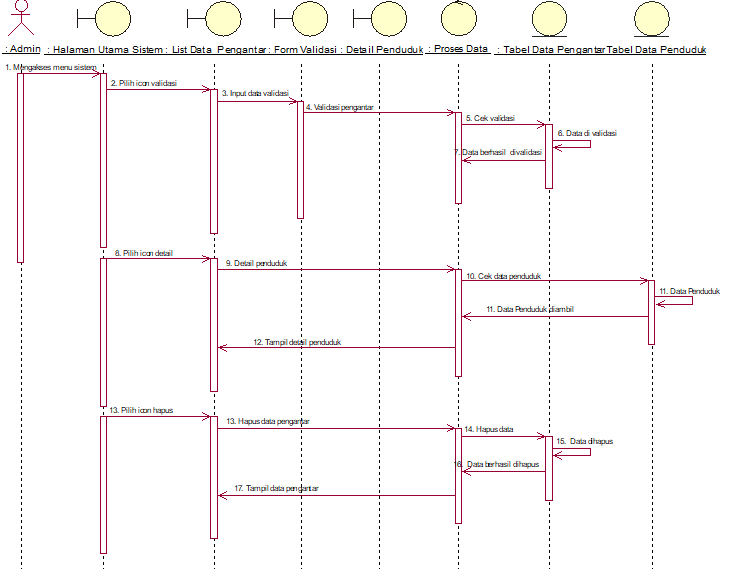 : Admin
: Halaman Utama Sistem
: List Data Pengantar
: Form Validasi
: Detail Penduduk
: Proses Data
: Tabel Data Pengantar
Tabel Data Penduduk
1. Mengakses menu sistem
2. Pilih icon validasi
3. Input data validasi
4. Validasi pengantar
5. Cek validasi
6. Data di validasi
7. Data berhasil divalidasi
8. Pilih icon detail
9. Detail penduduk
10. Cek data penduduk
11. Data Penduduk
11. Data Penduduk diambil
12. Tampil detail penduduk
13. Pilih icon hapus
13. Hapus data pengantar
14. Hapus data
15. Data dihapus
16. Data berhasil dihapus
17. Tampil data pengantar